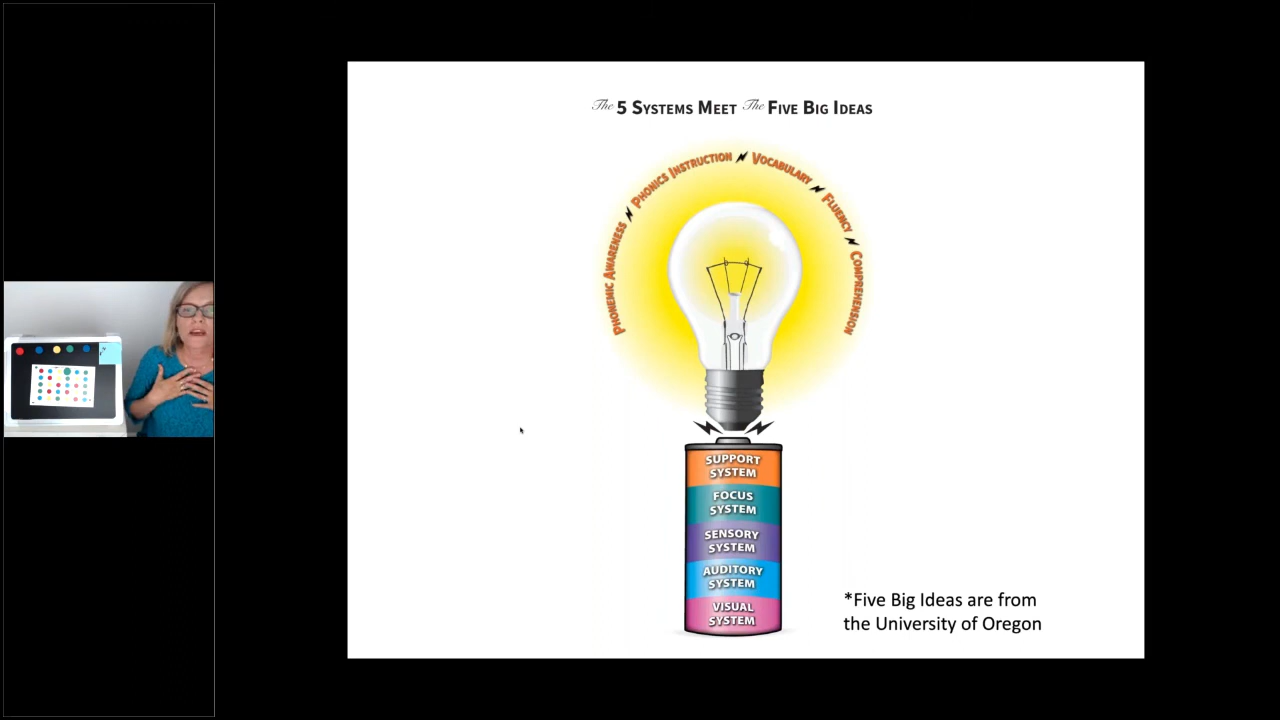 The 5 Systems Meet The Five Big Ideas
Phonemic Awareness Phonics Instruction Vocabulary Fluency Comprehension
SUPPORT
SYSTEM
FOCUS
SYSTEM
SENSORY
SYSTEM
AUDITORY
SYSTEM
VISUAL
SYSTEM
*Five Big Ideas are from
the University of Oregon